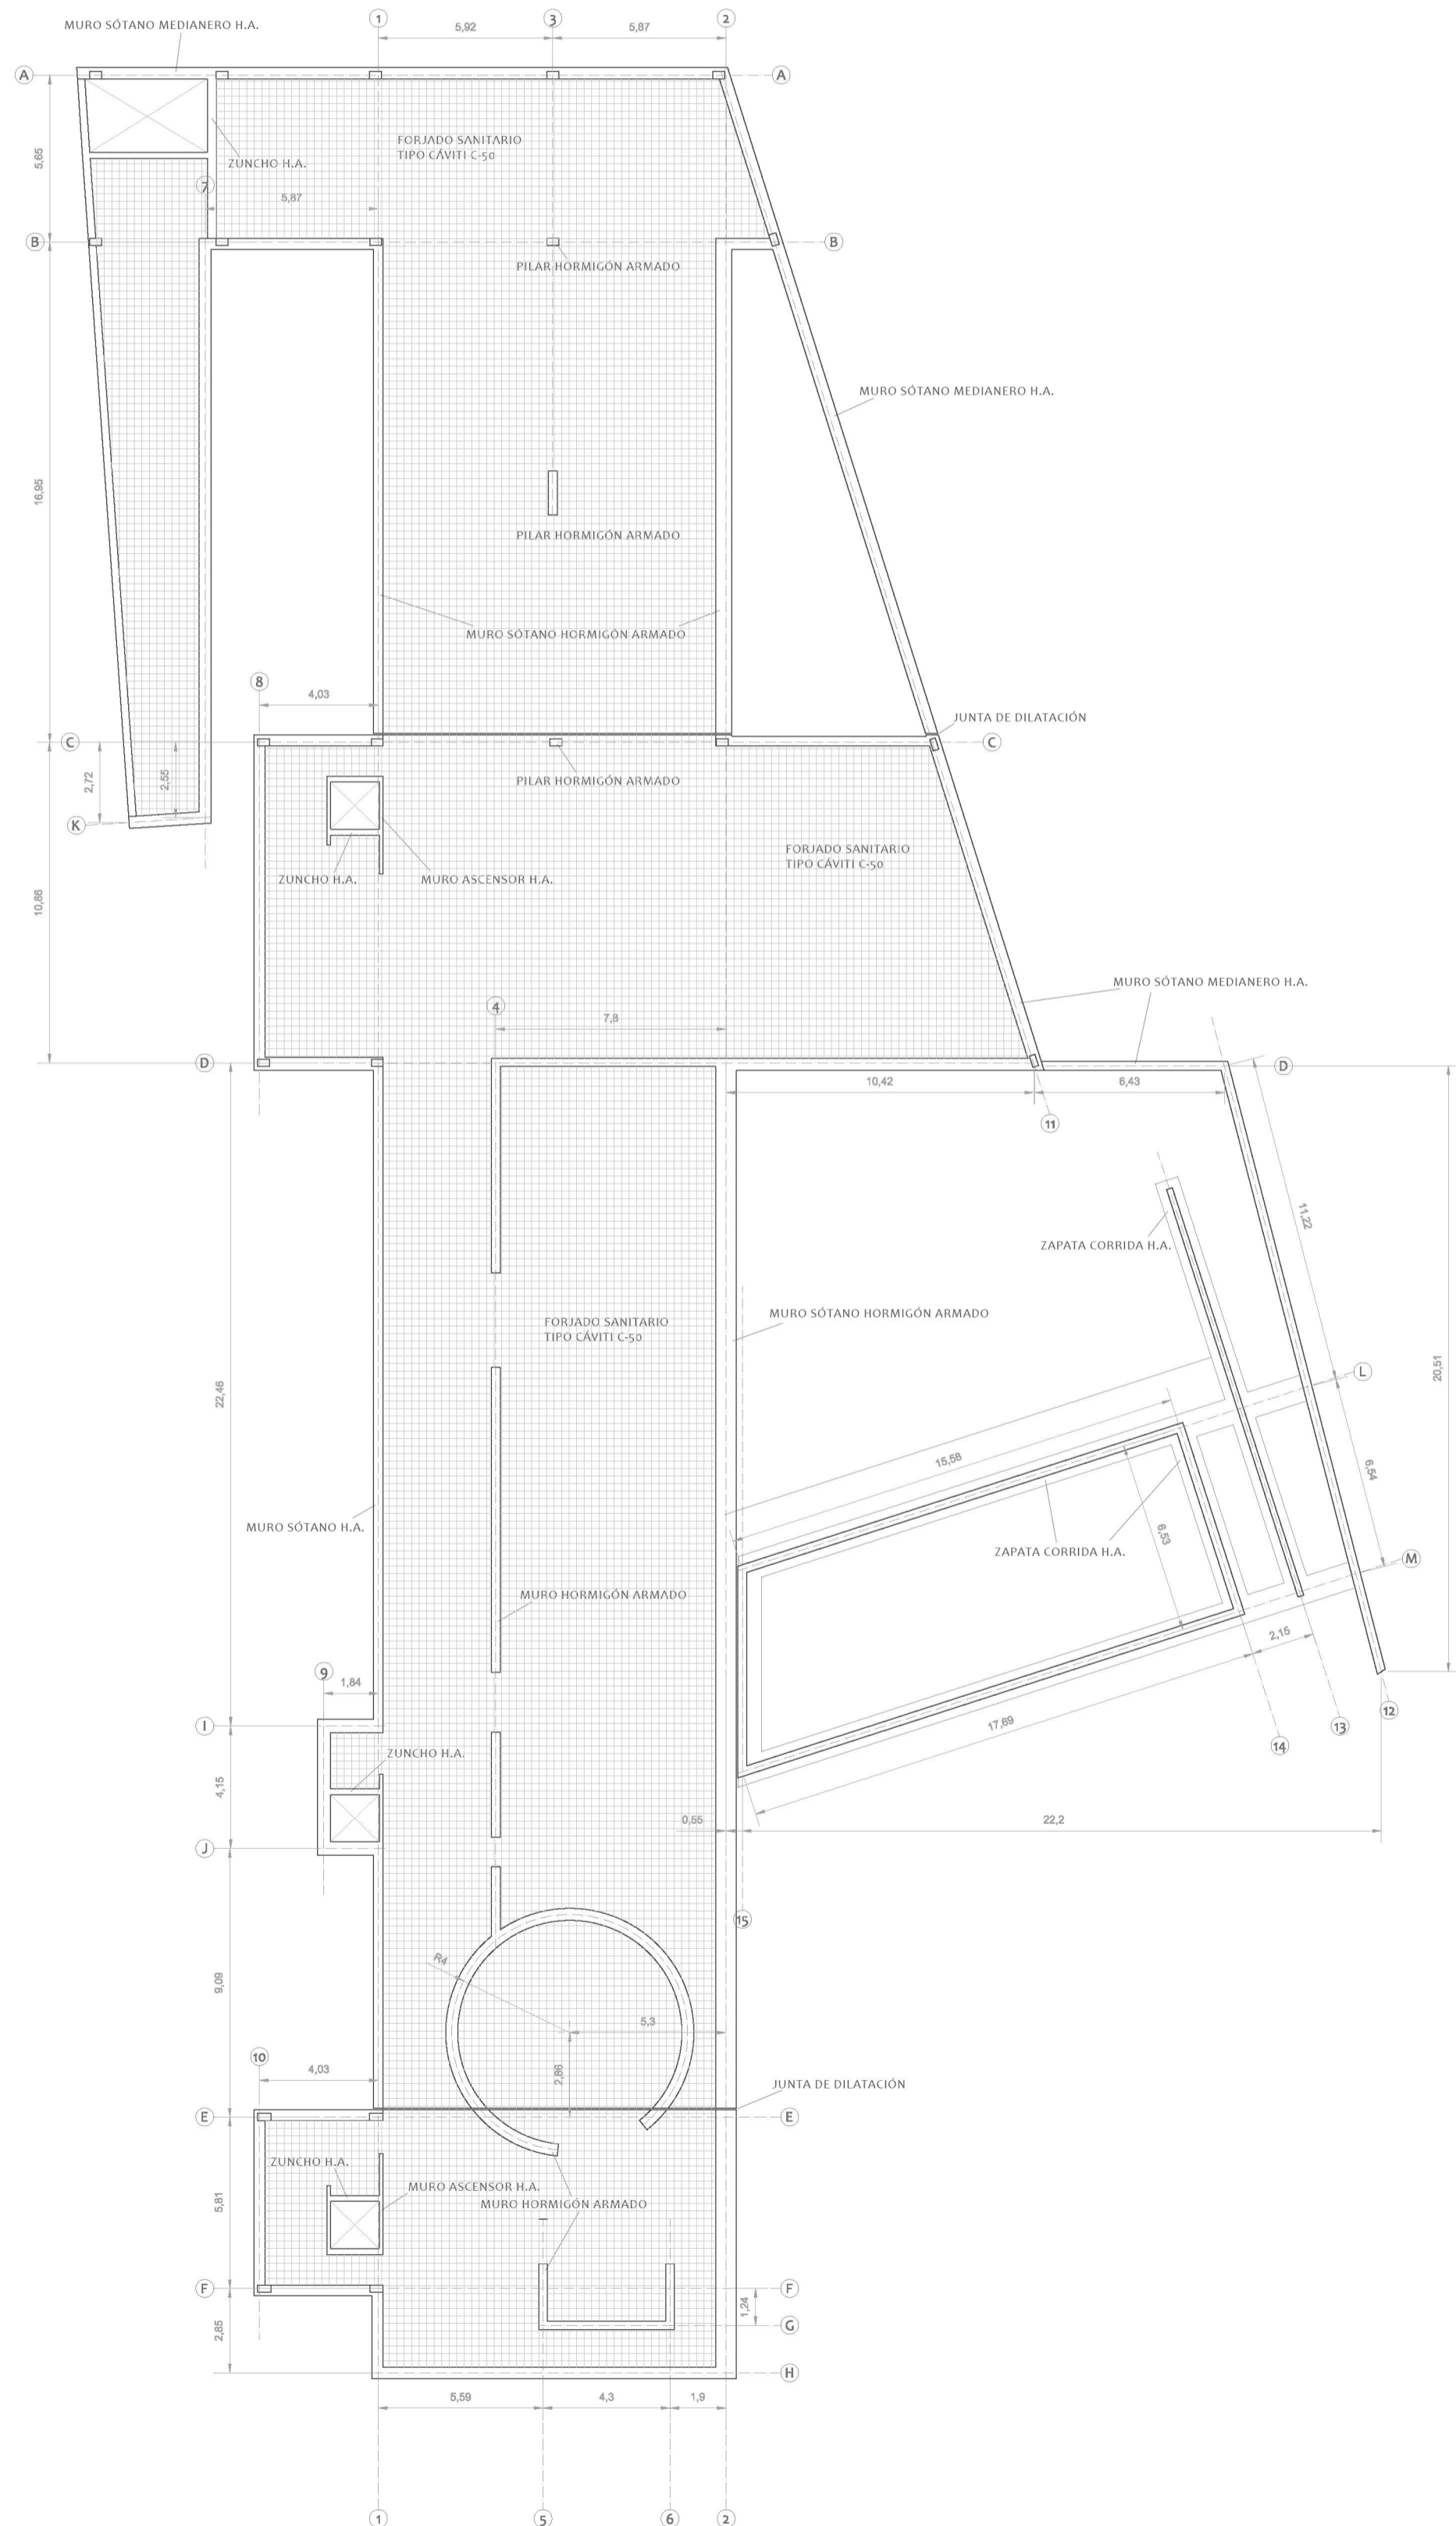 1
3
2
MURO SÓTANO MEDIANERO H.A.
5,92
5,87
A
A
FORJADO SANITARIO
TIPO CÁVITI C-50
5,65
ZUNCHO H.A.
7
5,87
B
B
PILAR HORMIGÓN ARMADO
MURO SÓTANO MEDIANERO H.A.
16,95
PILAR HORMIGÓN ARMADO
MURO SÓTANO HORMIGÓN ARMADO
8
4,03
JUNTA DE DILATACIÓN
C
C
2,72
2,55
PILAR HORMIGÓN ARMADO
K
FORJADO SANITARIO
TIPO CÁVITI C-50
ZUNCHO H.A.
MURO ASCENSOR H.A.
10,86
MURO SÓTANO MEDIANERO H.A.
4
7,8
D
D
10,42
6,43
11
11,22
ZAPATA CORRIDA H.A.
MURO SÓTANO HORMIGÓN ARMADO
FORJADO SANITARIO
TIPO CÁVITI C-50
20,51
L
22,46
15,58
6,54
6,53
MURO SÓTANO H.A.
ZAPATA CORRIDA H.A.
M
MURO HORMIGÓN ARMADO
2,15
9
1,84
12
13
17,69
14
I
ZUNCHO H.A.
4,15
0,55
22,2
J
15
R4
9,09
5,3
10
4,03
2,86
JUNTA DE DILATACIÓN
E
E
ZUNCHO H.A.
MURO ASCENSOR H.A.
5,81
MURO HORMIGÓN ARMADO
F
F
1,24
G
2,85
H
5,59
4,3
1,9
1
5
6
2